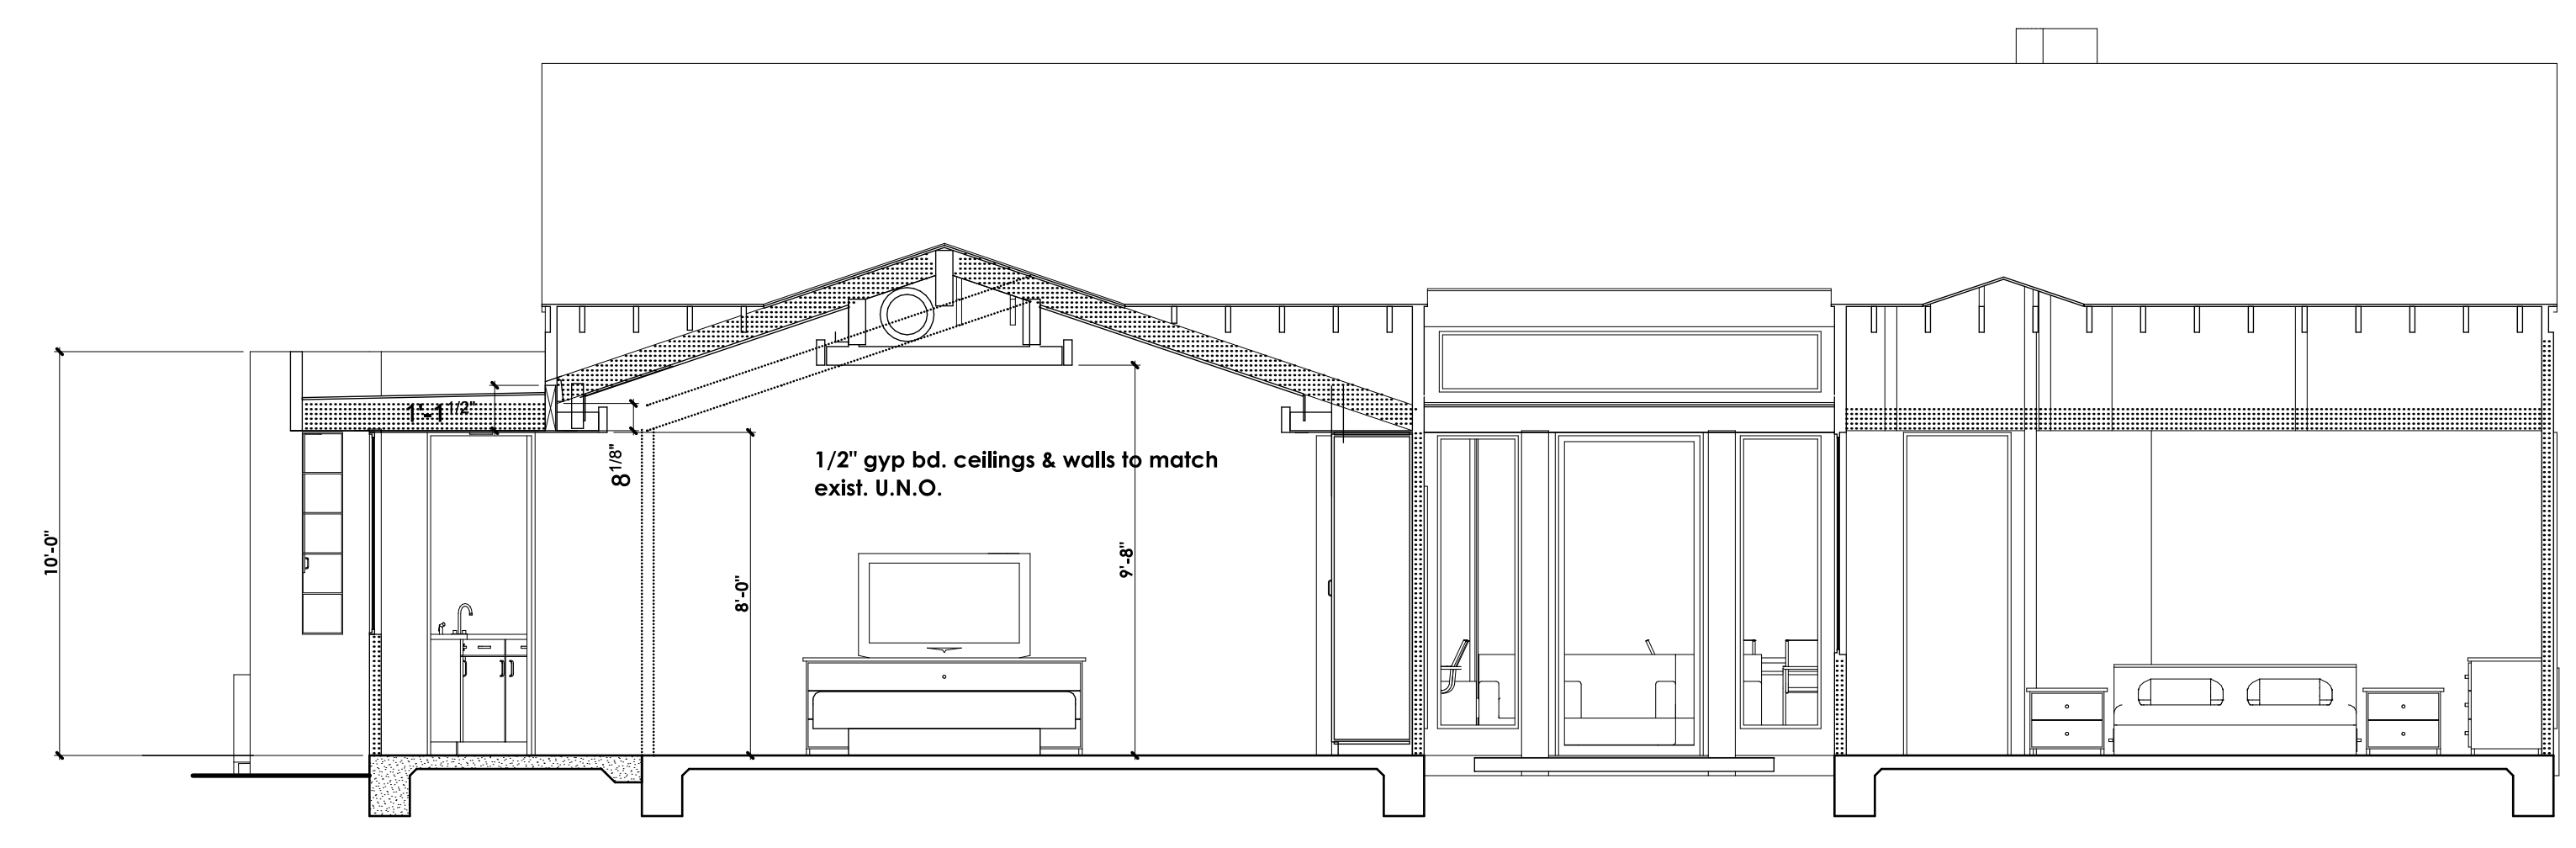 1'-1 1/2"
8 1/8"
1/2" gyp bd. ceilings & walls to match
exist. U.N.O.
10'-0"
8'-0"
9'-8"